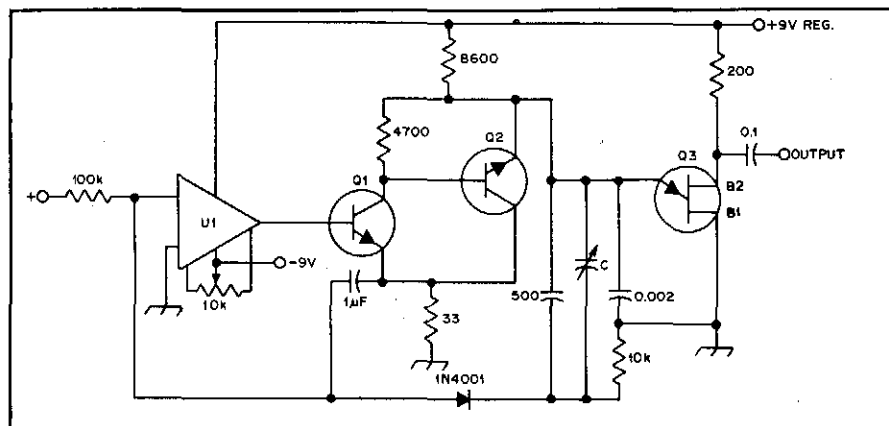 +9V REG.
8600
200
4700
Q2
0.1
OUTPUT
Q1
Q3
100k
+
U1
B2
B1
-9V
C
10k
1µF
33
500
0.002
10k
1N4001